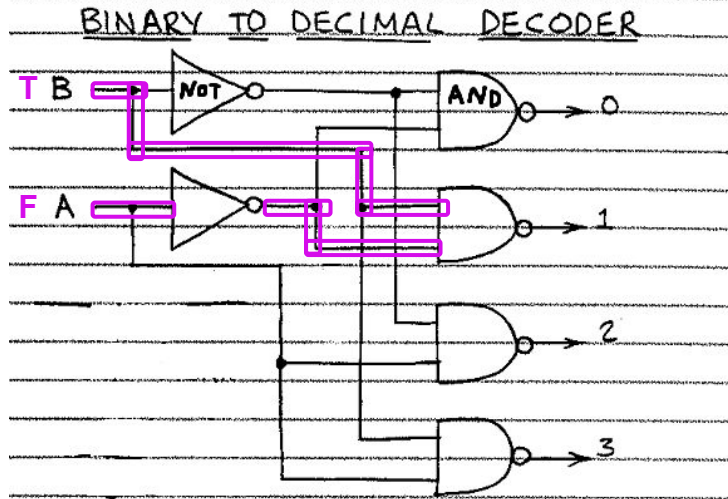 BINARY TO DECIMAL DECODER
T B NOT AND 0
F A 1
2
3